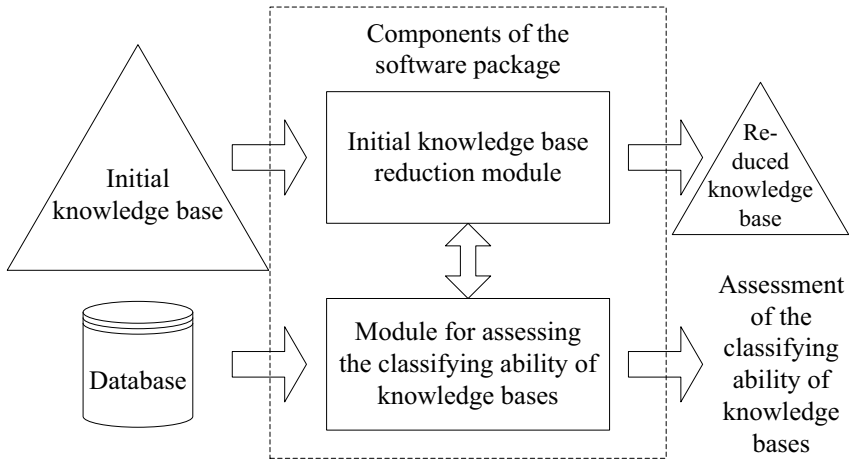 Components of the
software package
Initial
knowledge base
Initial knowledge base
reduction module
Re-
duced
knowledge
base
Database
Module for assessing
the classifying ability of
knowledge bases
Assessment
of the
classifying
ability of
knowledge
bases